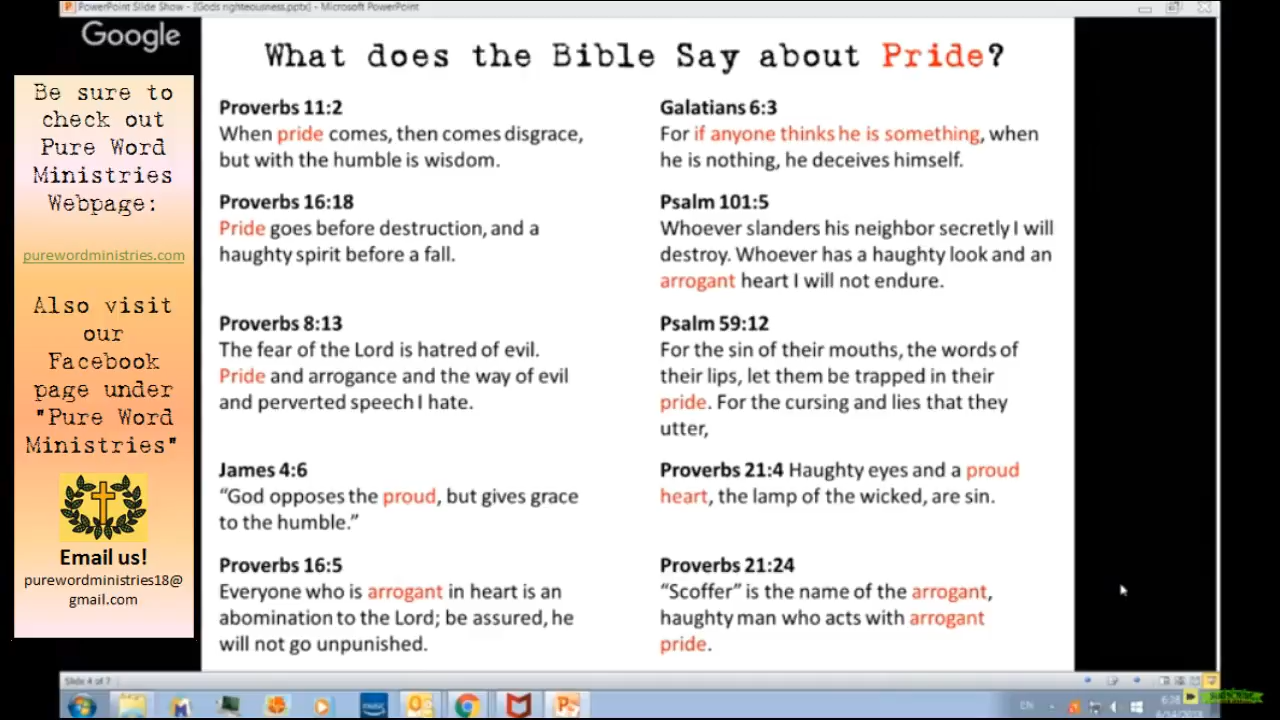 PowerPoint Slide Show - [Gods righteousness.pptx] - Microsoft PowerPoint
Google
Be sure to
check out
Pure Word
Ministries
Webpage:
purewordministries.com
Also visit
our
Facebook
page under
"Pure Word
Ministries"
Email us!
purewordministries18@
gmail.com
What does the Bible Say about Pride?
Proverbs 11:2
When pride comes, then comes disgrace,
but with the humble is wisdom.
Proverbs 16:18
Pride goes before destruction, and a
haughty spirit before a fall.
Proverbs 8:13
The fear of the Lord is hatred of evil.
Pride and arrogance and the way of evil
and perverted speech I hate.
James 4:6
“God opposes the proud, but gives grace
to the humble.”
Proverbs 16:5
Everyone who is arrogant in heart is an
abomination to the Lord; be assured, he
will not go unpunished.
Galatians 6:3
For if anyone thinks he is something, when
he is nothing, he deceives himself.
Psalm 101:5
Whoever slanders his neighbor secretly I will
destroy. Whoever has a haughty look and an
arrogant heart I will not endure.
Psalm 59:12
For the sin of their mouths, the words of
their lips, let them be trapped in their
pride. For the cursing and lies that they
utter,
Proverbs 21:4 Haughty eyes and a proud
heart, the lamp of the wicked, are sin.
Proverbs 21:24
“Scoffer” is the name of the arrogant,
haughty man who acts with arrogant
pride.
Slide 4 of 7
EN